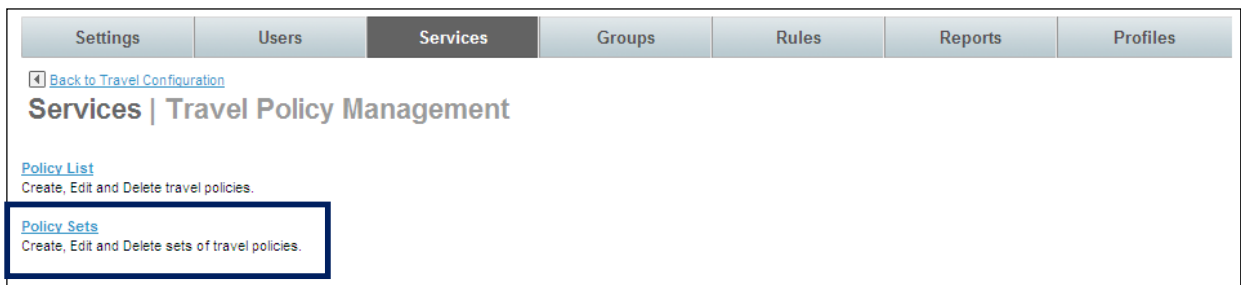 Settings Users Services Groups Rules Reports Profiles
Back to Travel Configuration
Services | Travel Policy Management
Policy List
Create, Edit and Delete travel policies.
Policy Sets
Create, Edit and Delete sets of travel policies.